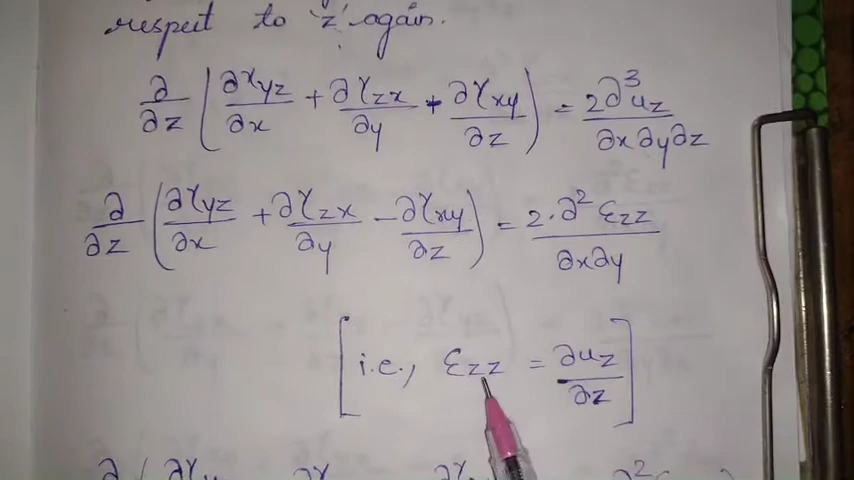 respect to 'z' again.
∂/∂z (∂γyz/∂x + ∂γzx/∂y - ∂γxy/∂z) = 2∂³uz/∂x∂y∂z
∂/∂z (∂γyz/∂x + ∂γzx/∂y - ∂γxy/∂z) = 2·∂²εzz/∂x∂y
[i.e., εzz = ∂uz/∂z]